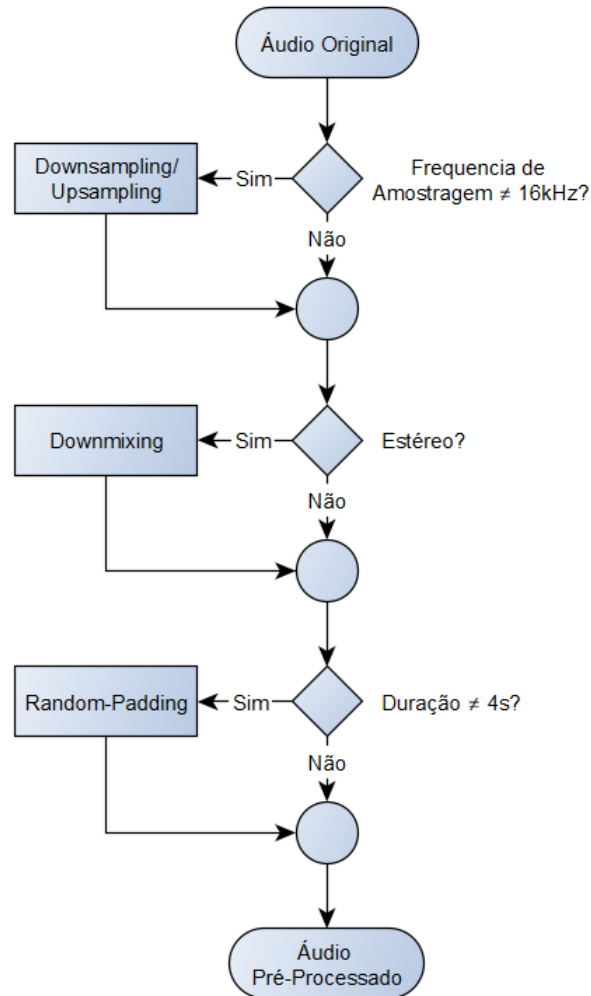 Áudio Original
Downsampling/
Upsampling
Sim
Frequencia de
Amostragem ≠ 16kHz?
Não
Downmixing
Sim
Estéreo?
Não
Random-Padding
Sim
Duração ≠ 4s?
Não
Áudio
Pré-Processado